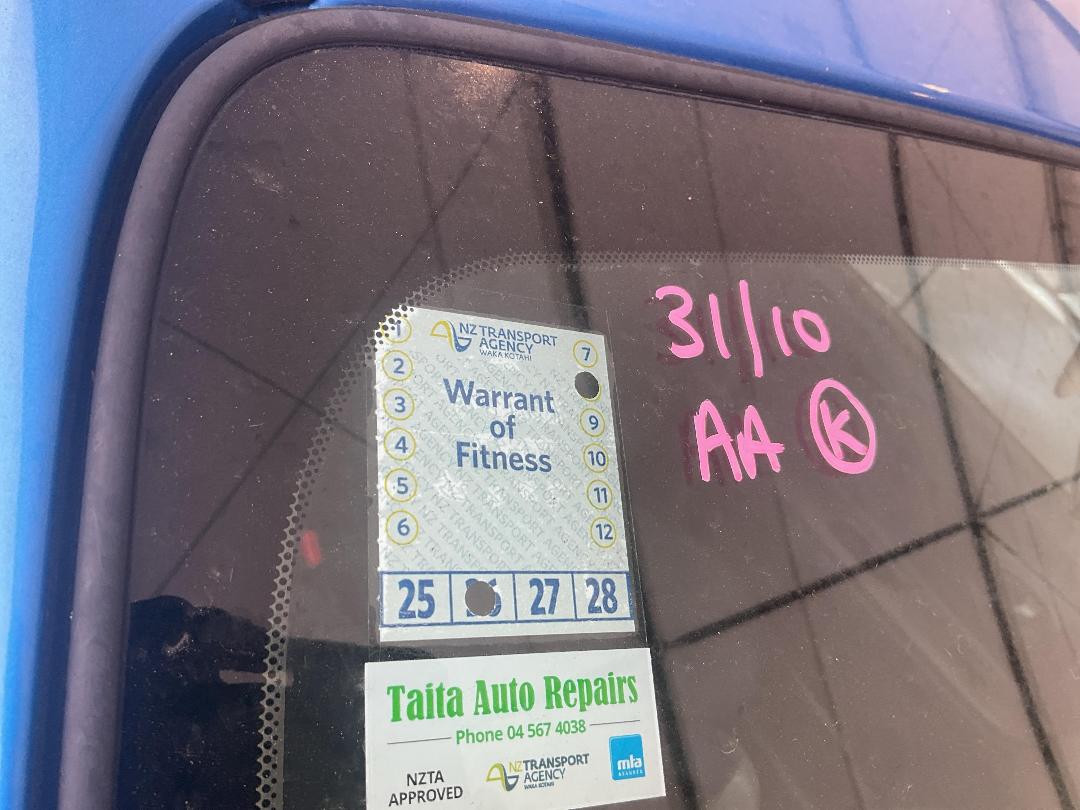 31/10
AA K
NZ TRANSPORT
AGENCY
WAKA KOTAHI
Warrant
of
Fitness
1
2
3
4
5
6
7
9
10
11
12
25 26 27 28
Taita Auto Repairs
Phone 04 567 4038
NZTA
APPROVED
NZ TRANSPORT
AGENCY
WAKA KOTAHI
mta
ASSURED